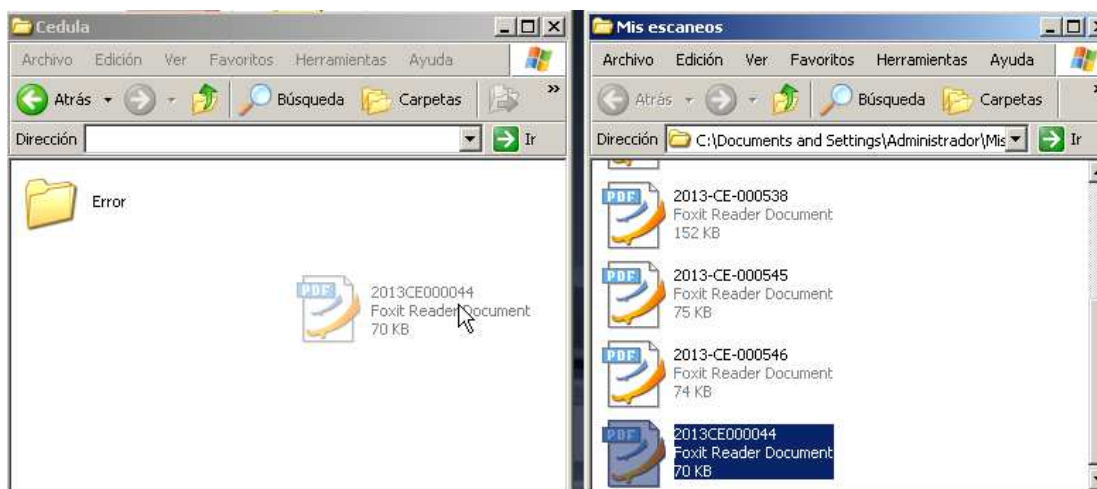 Cedula
Archivo Edición Ver Favoritos Herramientas Ayuda
Atrás Búsqueda Carpetas »
Dirección Ir
Error
PDF
2013CE000044
Foxit Reader Document
70 KB
Mis escaneos
Archivo Edición Ver Favoritos Herramientas Ayuda
Atrás Búsqueda Carpetas
Dirección C:\Documents and Settings\Administrador\Mis Ir
PDF
2013-CE-000538
Foxit Reader Document
152 KB
PDF
2013-CE-000545
Foxit Reader Document
75 KB
PDF
2013-CE-000546
Foxit Reader Document
74 KB
PDF
2013CE000044
Foxit Reader Document
70 KB